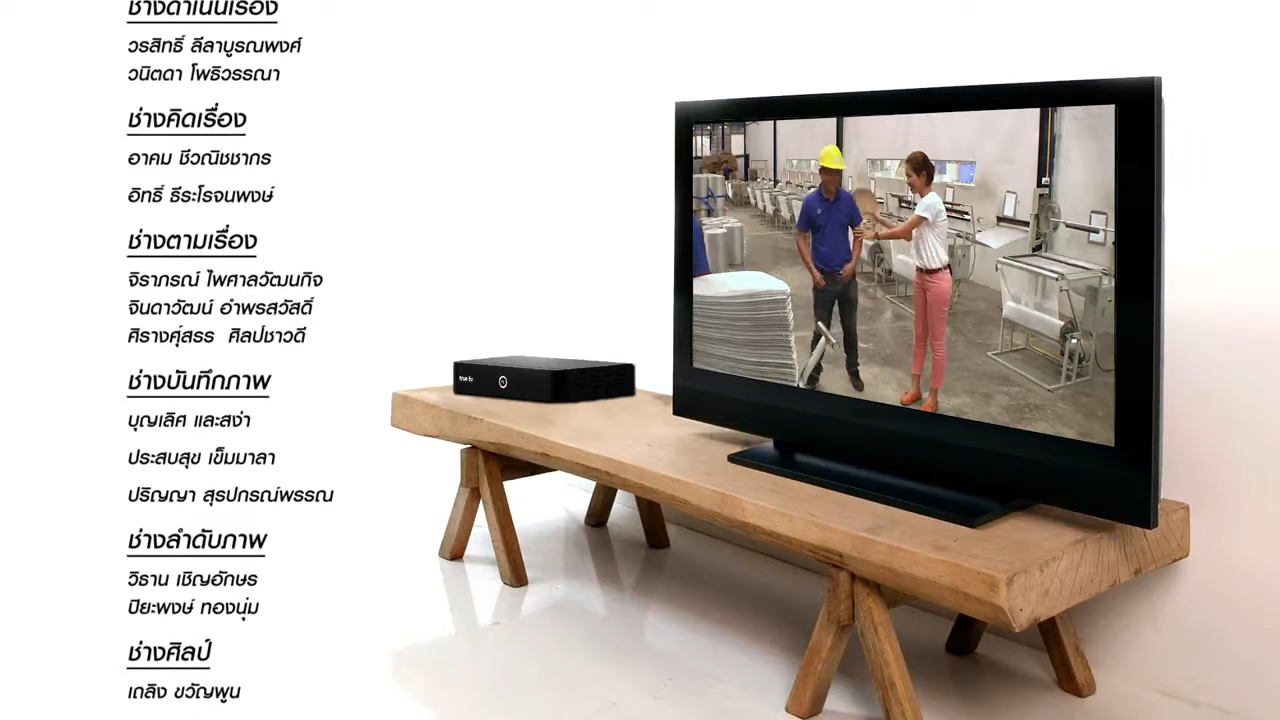 ช่างดำเนินเรื่อง
วรสิทธิ์ ลีลาบูรณพงศ์
วนิตดา โพธิวรรณา
ช่างคิดเรื่อง
อาคม ชีวณิชชากร
อิทธิ์ ธีระโรจนพงษ์
ช่างตามเรื่อง
จิราภรณ์ ไพศาลวัฒนกิจ
จินดาวัฒน์ อำพรสวัสดิ์
ศิรางศุ์สรร ศิลปชาวดี
ช่างบันทึกภาพ
บุญเลิศ และสง่า
ประสบสุข เข็มมาลา
ปริญญา สุรปกรณ์พรรณ
ช่างลำดับภาพ
วิธาน เชิญอักษร
ปิยะพงษ์ ทองนุ่ม
ช่างศิลป์
เถลิง ขวัญพูน
true tv